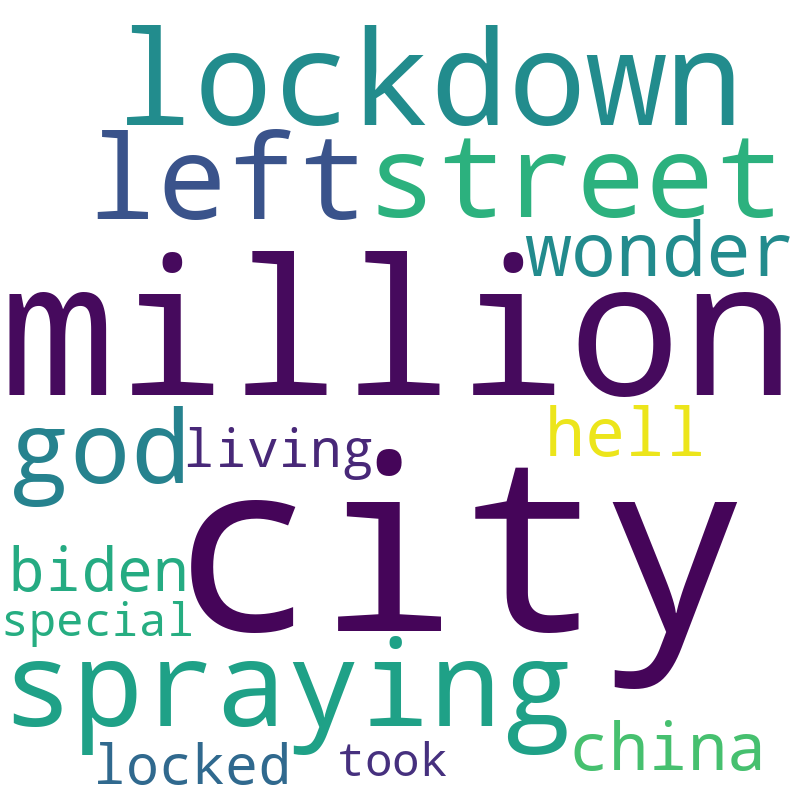 lockdown
left street
wonder
million
god living hell
city
biden
special
spraying
locked took china